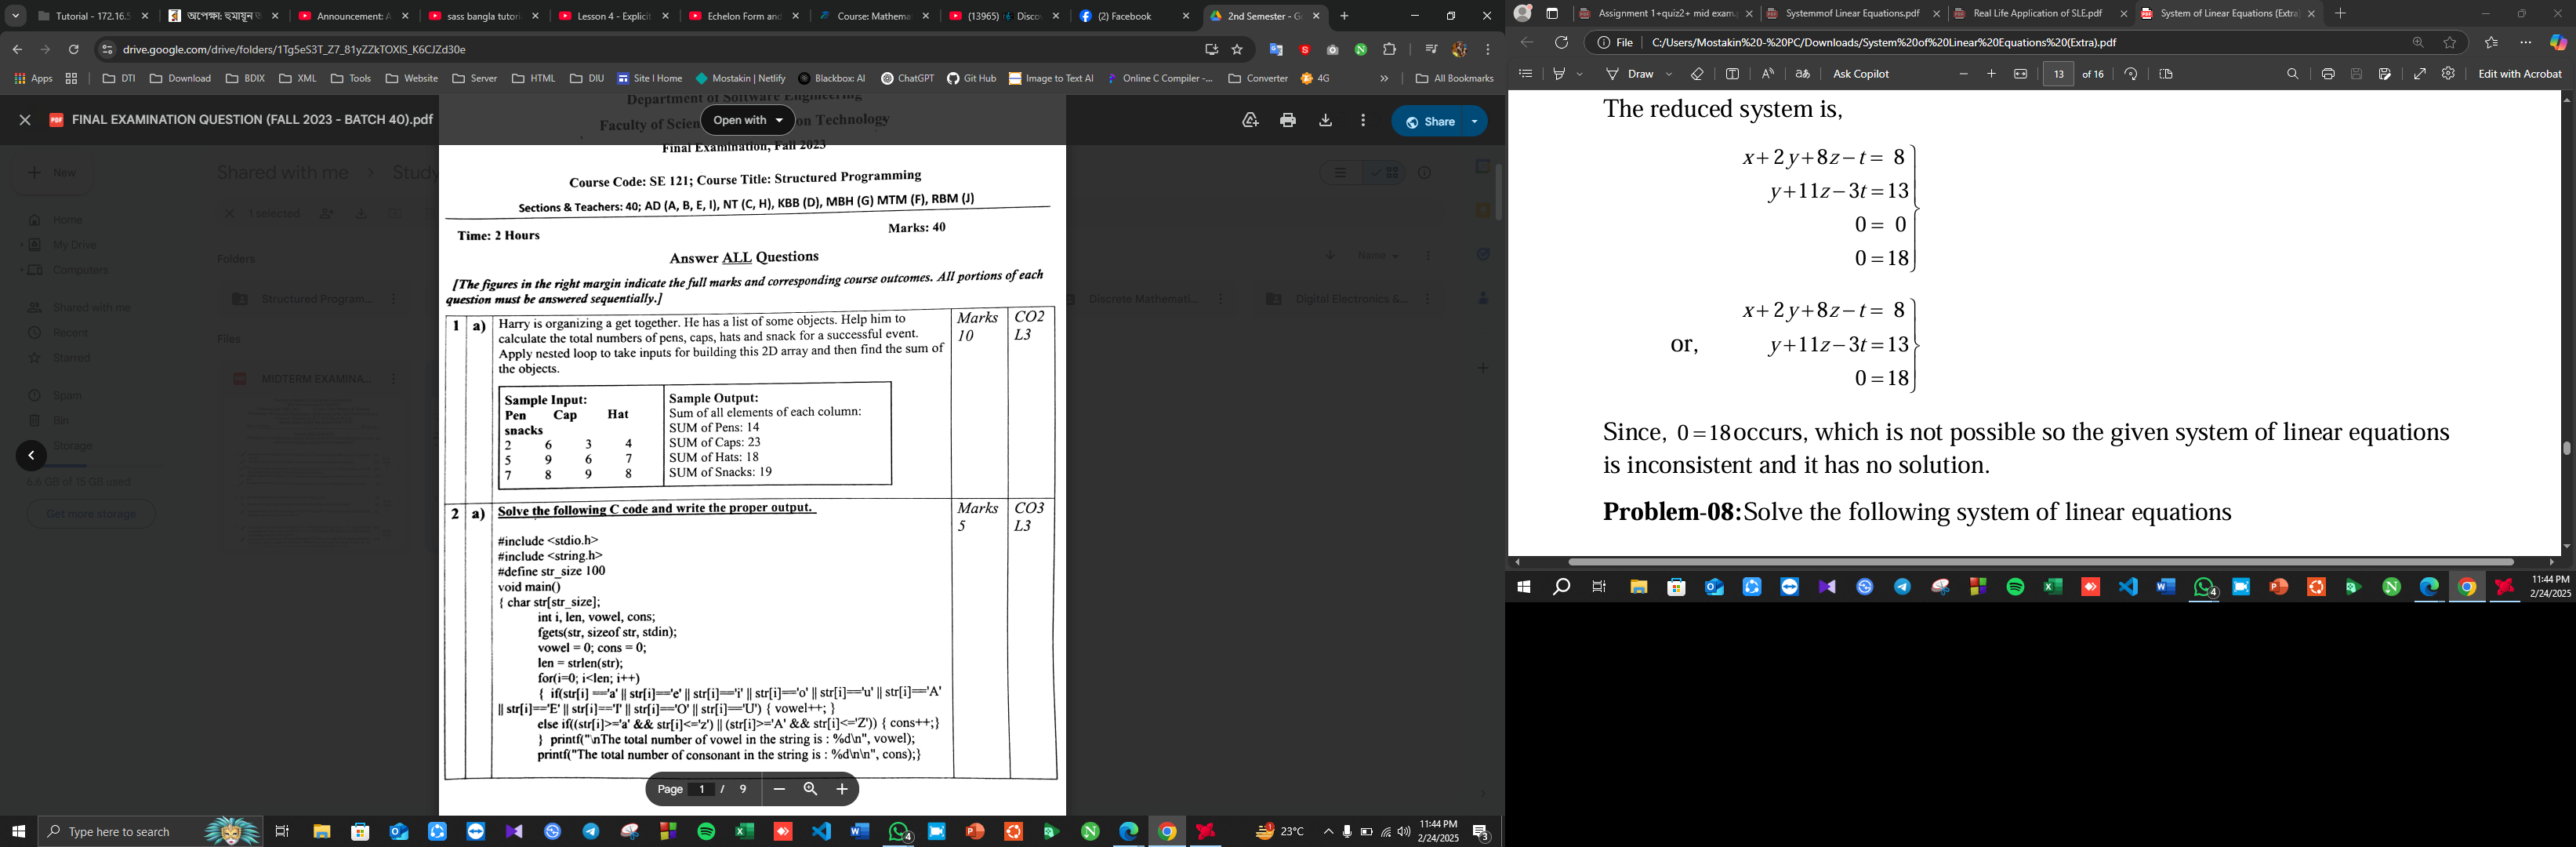 Tutorial - 172.16.5
অপেক্ষা: হুমায়ূন
Announcement: A
sass bangla tutori
Lesson 4 - Explicit
Echelon Form and
Course: Mathema
(13965)
Disco
(2) Facebook
2nd Semester - G
drive.google.com/drive/folders/1Tg5eS3T_Z7_81yZZkTOXlS_K6CJZd30e
Apps DTI Download BDIX XML Tools Website Server HTML DIU Site I Home Mostakin | Netlify Blackbox: AI ChatGPT Git Hub Image to Text AI Online C Compiler -... Converter 4G » All Bookmarks
FINAL EXAMINATION QUESTION (FALL 2023 - BATCH 40).pdf
Open with
Share
New
Shared with me > Study
1 selected
Home
My Drive
Computers
Shared with me
Recent
Starred
Spam
Bin
Storage
6.6 GB of 15 GB used
Get more storage
Folders
Name
Structured Program...
Discrete Mathemati...
Digital Electronics &...
Files
MIDTERM EXAMINA...
Department of Software Engineering
Faculty of Scien on Technology
Final Examination, Fall 2023
Course Code: SE 121; Course Title: Structured Programming
Sections & Teachers: 40; AD (A, B, E, I), NT (C, H), KBB (D), MBH (G) MTM (F), RBM (J)
Time: 2 Hours Marks: 40
Answer ALL Questions
[The figures in the right margin indicate the full marks and corresponding course outcomes. All portions of each
question must be answered sequentially.]
1 a) Harry is organizing a get together. He has a list of some objects. Help him to Marks CO2
calculate the total numbers of pens, caps, hats and snack for a successful event. 10 L3
Apply nested loop to take inputs for building this 2D array and then find the sum of
the objects.
Sample Input: Sample Output:
Pen Cap Hat Sum of all elements of each column:
snacks SUM of Pens: 14
2 6 3 4 SUM of Caps: 23
5 9 6 7 SUM of Hats: 18
7 8 9 8 SUM of Snacks: 19
2 a) Solve the following C code and write the proper output. Marks CO3
5 L3
#include <stdio.h>
#include <string.h>
#define str_size 100
void main()
{ char str[str_size];
int i, len, vowel, cons;
fgets(str, sizeof str, stdin);
vowel = 0; cons = 0;
len = strlen(str);
for(i=0; i<len; i++)
{ if(str[i] =='a' || str[i]=='e' || str[i]=='i' || str[i]=='o' || str[i]=='u' || str[i]=='A'
|| str[i]=='E' || str[i]=='I' || str[i]=='O' || str[i]=='U') { vowel++; }
else if((str[i]>='a' && str[i]<='z') || (str[i]>='A' && str[i]<='Z')) { cons++;}
} printf("\nThe total number of vowel in the string is : %d\n", vowel);
printf("The total number of consonant in the string is : %d\n\n", cons);}
Page 1 / 9
Type here to search
23°C
11:44 PM
2/24/2025
3
Assignment 1+quiz2+ mid exam.
Systemmof Linear Equations.pdf
Real Life Application of SLE.pdf
System of Linear Equations (Extra)
File C:/Users/Mostakin%20-%20PC/Downloads/System%20of%20Linear%20Equations%20(Extra).pdf
Draw Ask Copilot 13 of 16 Edit with Acrobat
The reduced system is,
x+2y+8z−t= 8
y+11z−3t=13
0= 0
0=18
x+2y+8z−t= 8
or, y+11z−3t=13
0=18
Since, 0=18occurs, which is not possible so the given system of linear equations
is inconsistent and it has no solution.
Problem-08:Solve the following system of linear equations
11:44 PM
2/24/2025